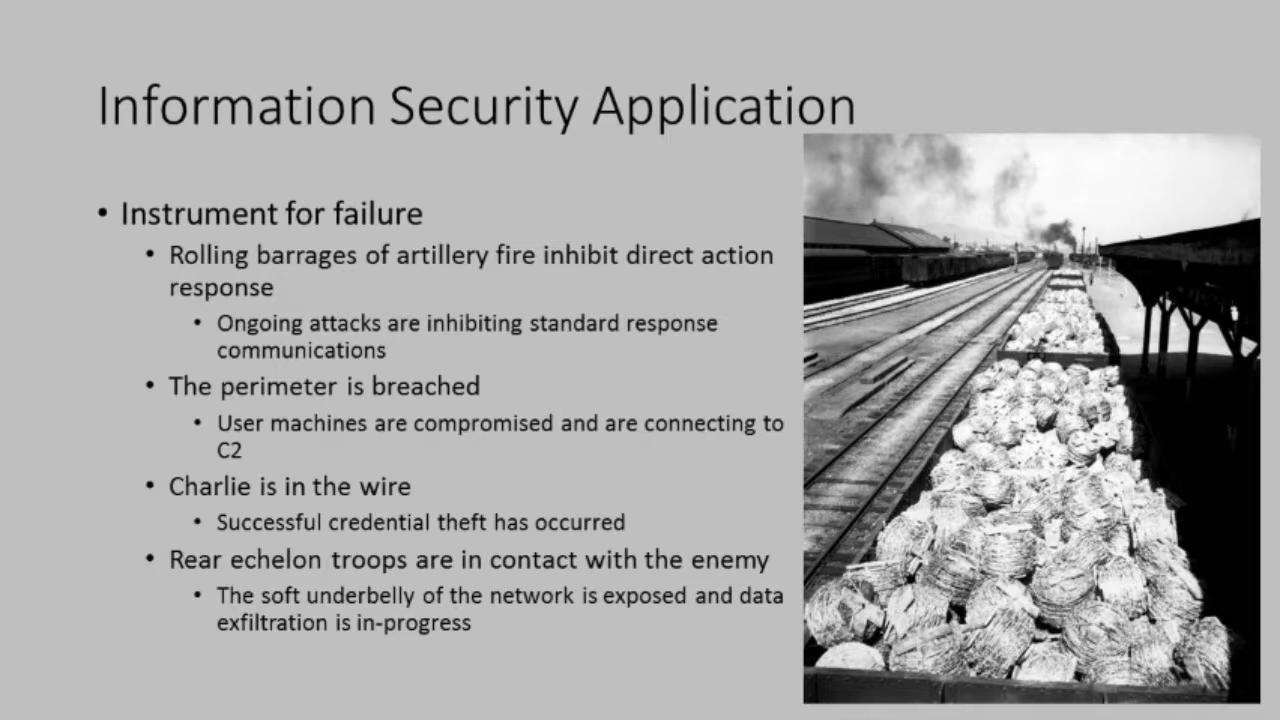 Information Security Application
• Instrument for failure
• Rolling barrages of artillery fire inhibit direct action
response
• Ongoing attacks are inhibiting standard response
communications
• The perimeter is breached
• User machines are compromised and are connecting to
C2
• Charlie is in the wire
• Successful credential theft has occurred
• Rear echelon troops are in contact with the enemy
• The soft underbelly of the network is exposed and data
exfiltration is in-progress